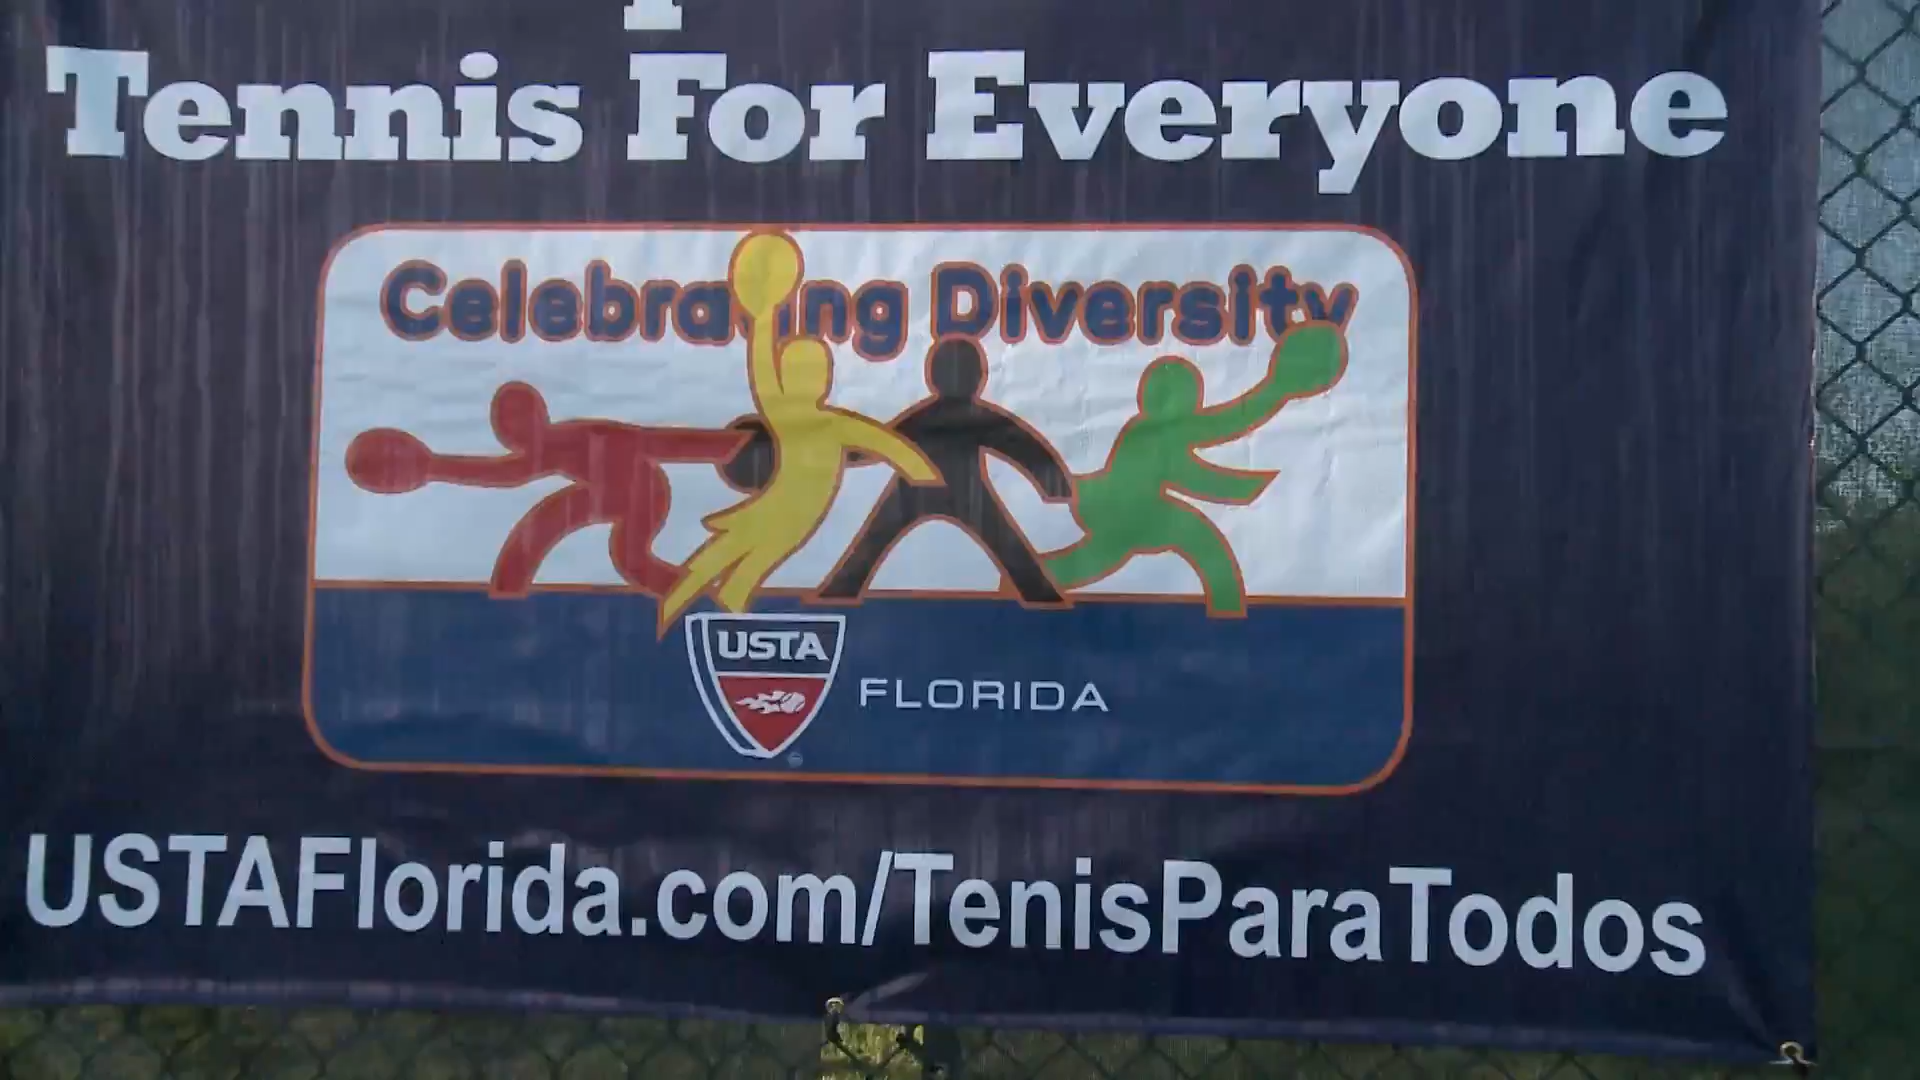 Tennis For Everyone
Celebrating Diversity
USTA
FLORIDA
USTAFlorida.com/TenisParaTodos